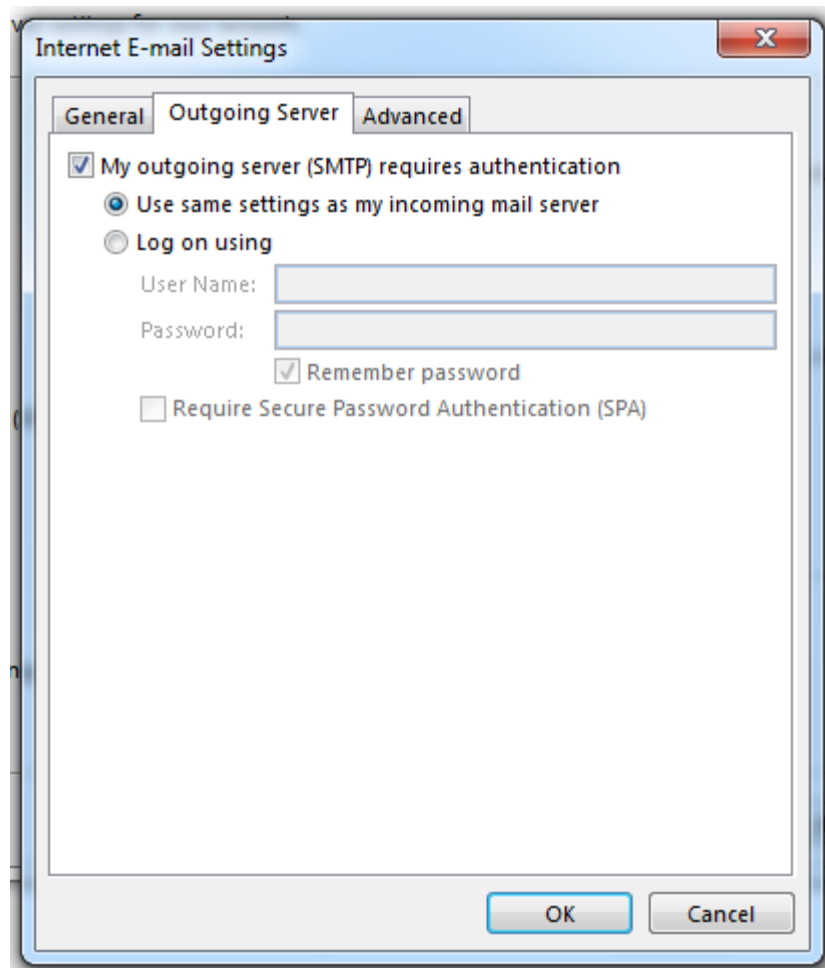 Internet E-mail Settings
General Outgoing Server Advanced
My outgoing server (SMTP) requires authentication
Use same settings as my incoming mail server
Log on using
User Name:
Password:
Remember password
Require Secure Password Authentication (SPA)
OK Cancel